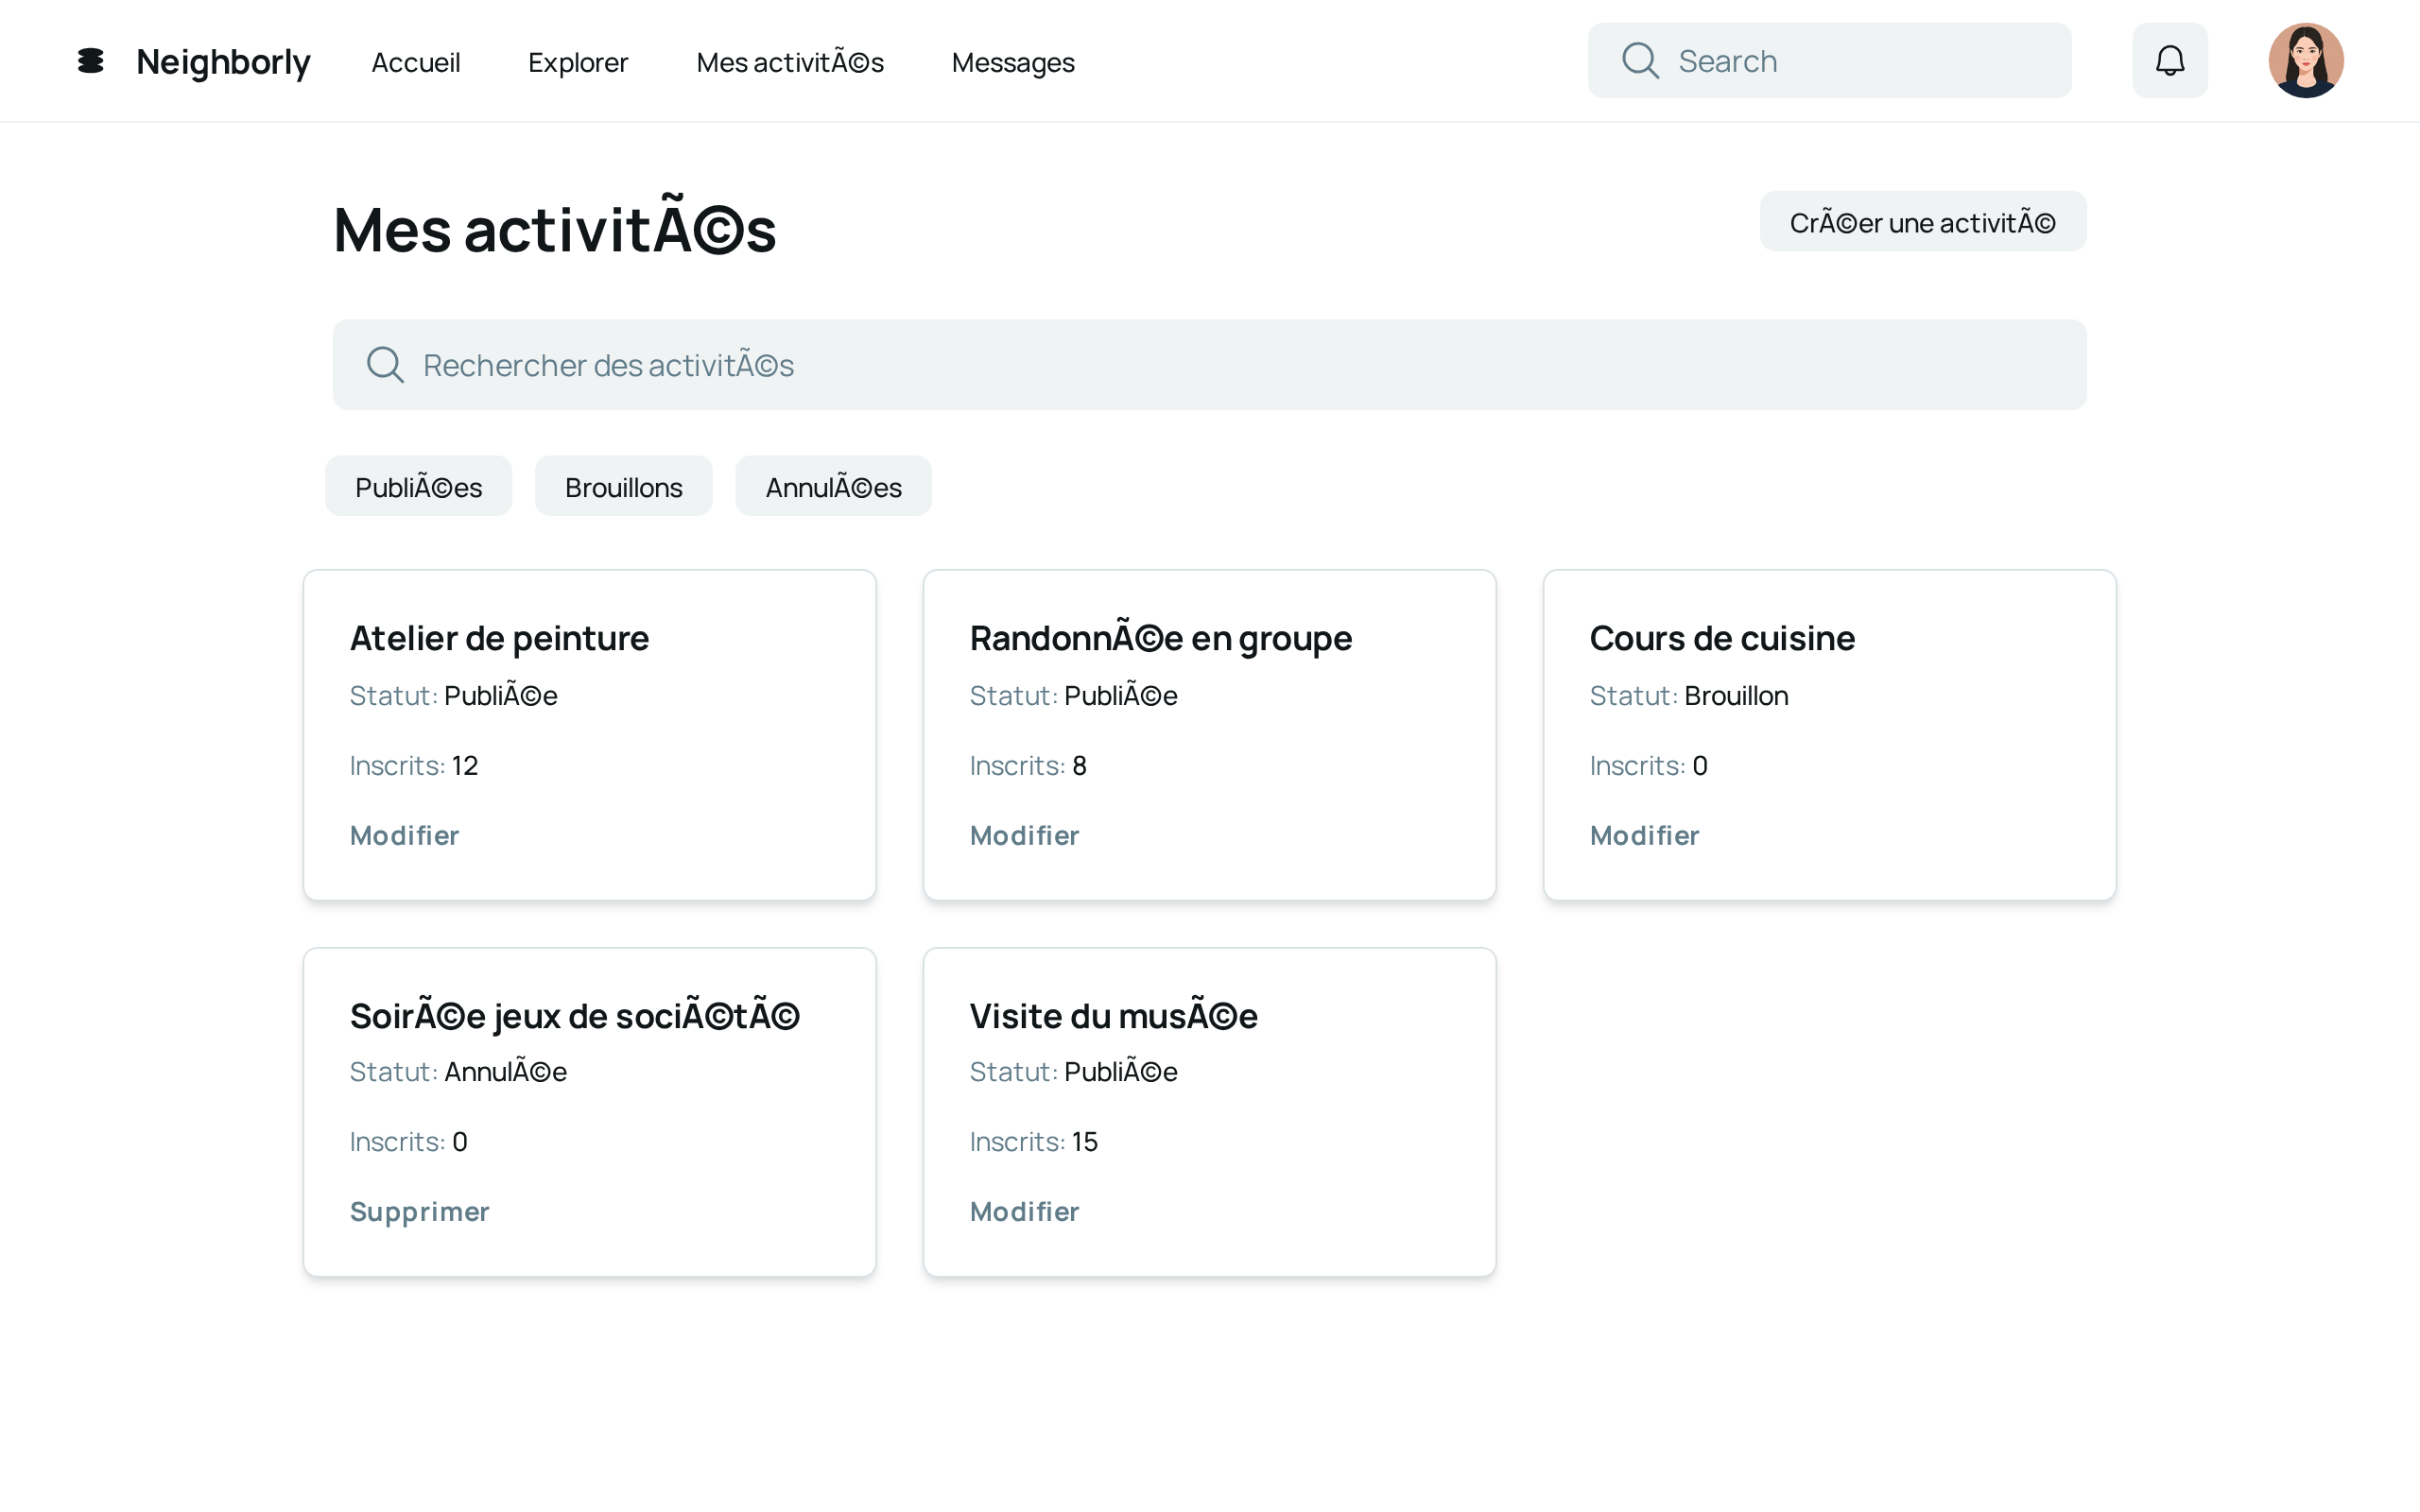 Neighborly Accueil Explorer Mes activitÃ©s Messages Search
Mes activitÃ©s
CrÃ©er une activitÃ©
Rechercher des activitÃ©s
PubliÃ©es Brouillons AnnulÃ©es
Atelier de peinture
Statut: PubliÃ©e
Inscrits: 12
Modifier
RandonnÃ©e en groupe
Statut: PubliÃ©e
Inscrits: 8
Modifier
Cours de cuisine
Statut: Brouillon
Inscrits: 0
Modifier
SoirÃ©e jeux de sociÃ©tÃ©
Statut: AnnulÃ©e
Inscrits: 0
Supprimer
Visite du musÃ©e
Statut: PubliÃ©e
Inscrits: 15
Modifier